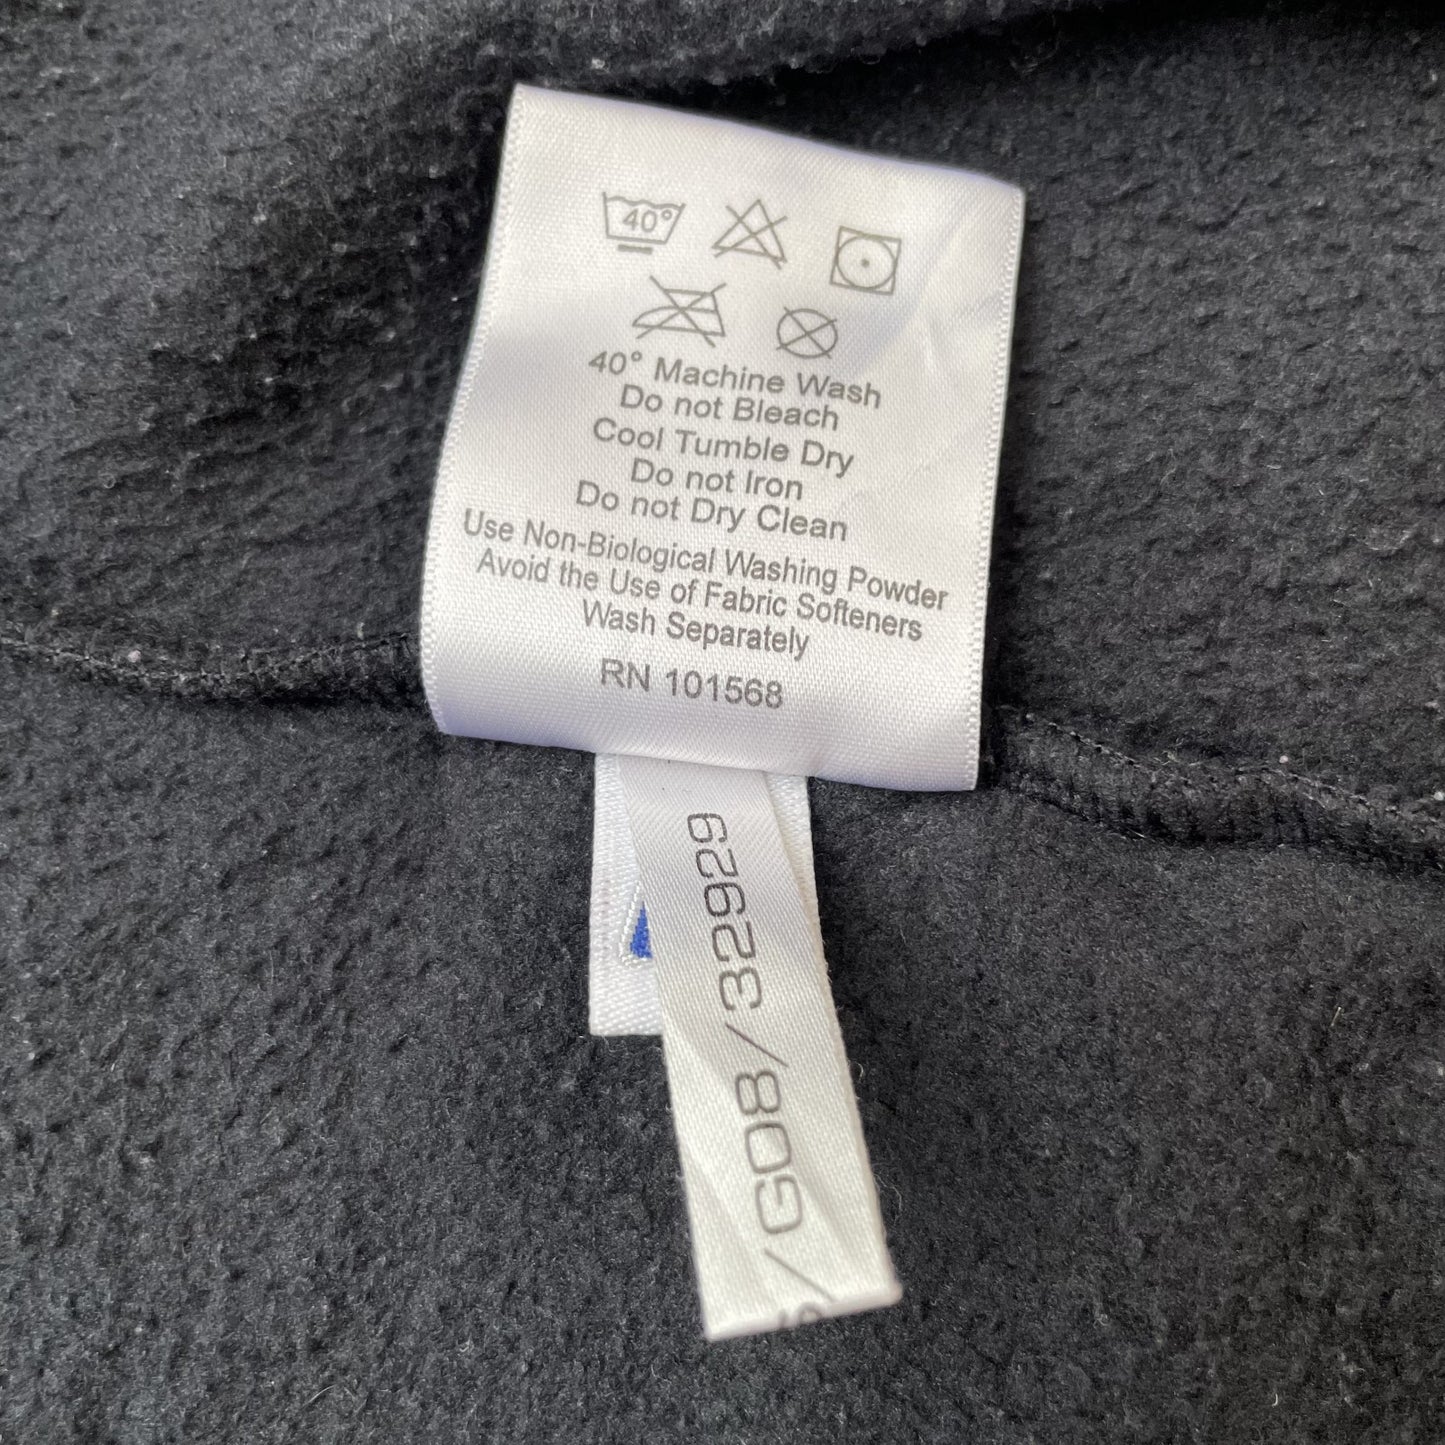 40°
40° Machine Wash
Do not Bleach
Cool Tumble Dry
Do not Iron
Do not Dry Clean
Use Non-Biological Washing Powder
Avoid the Use of Fabric Softeners
Wash Separately
RN 101568
/G08/32929